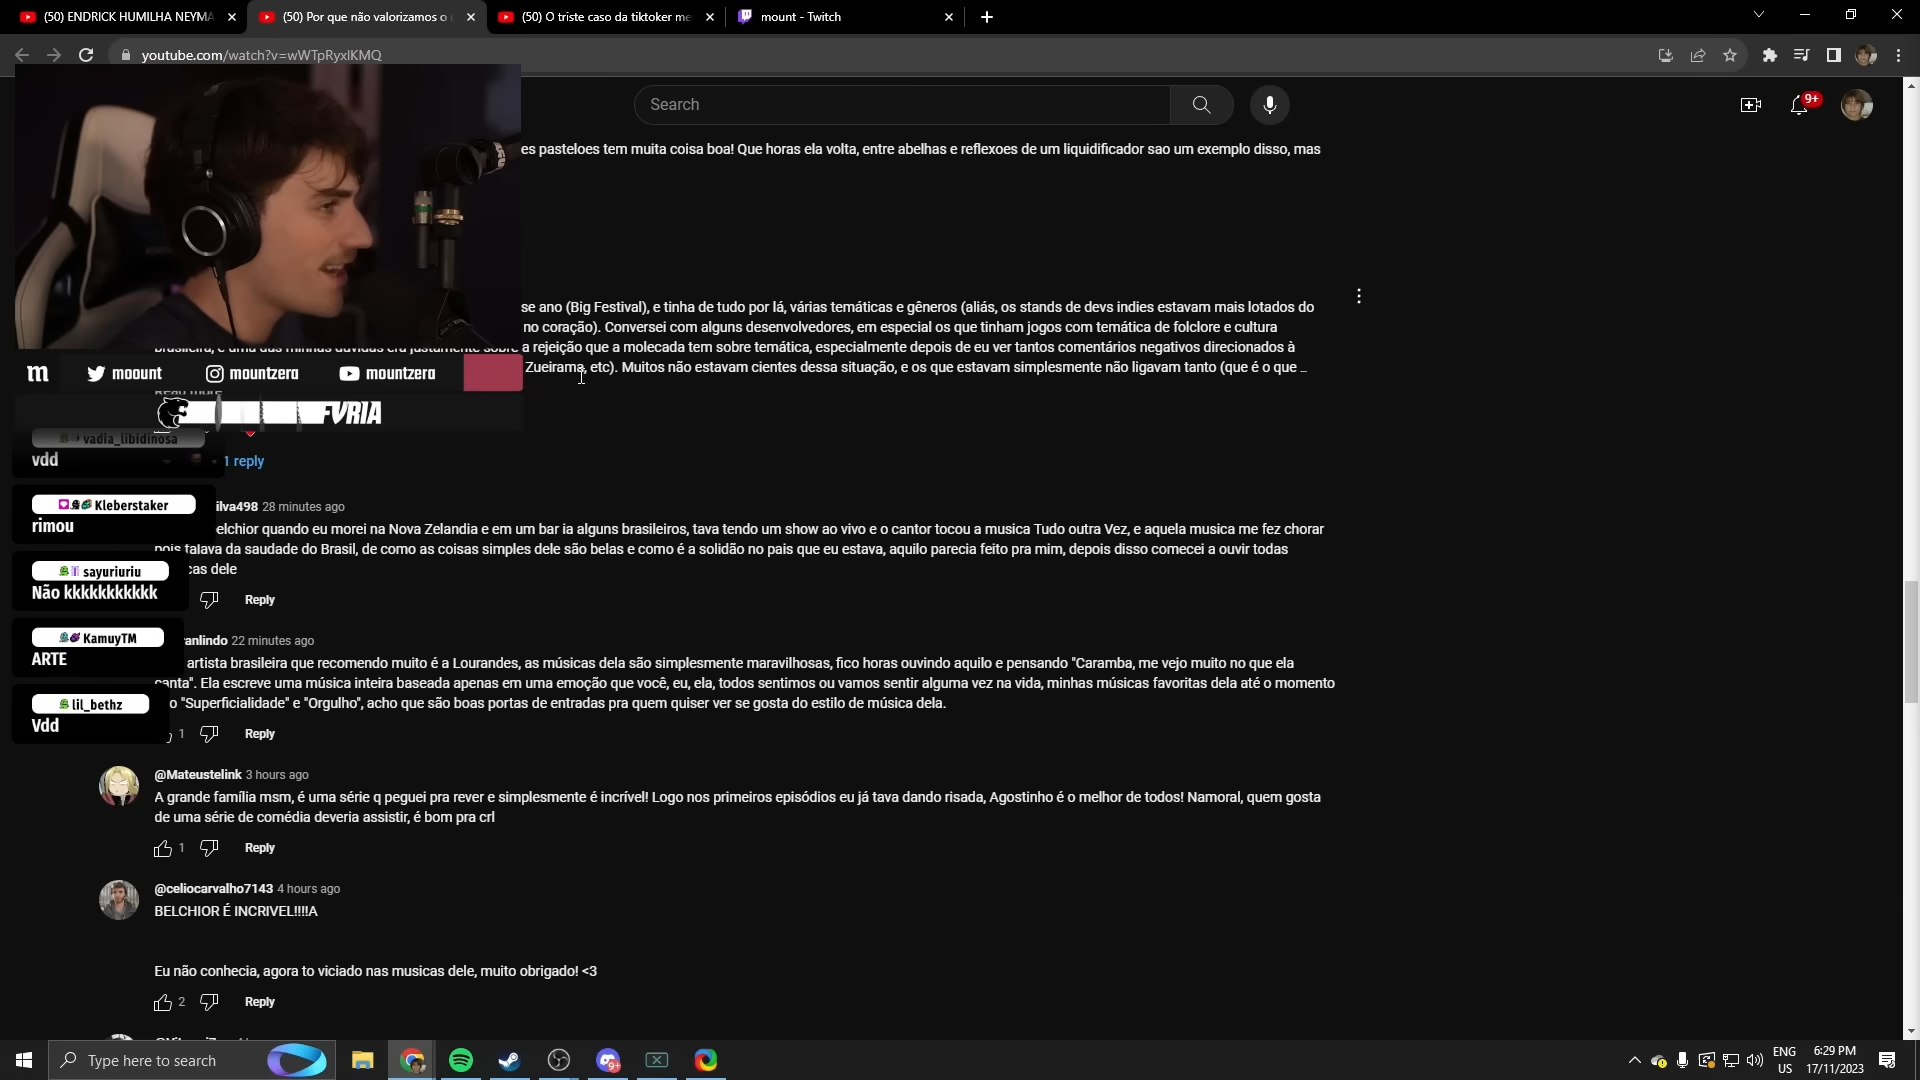 (50) ENDRICK HUMILHA NEYMA
(50) Por que não valorizamos o
(50) O triste caso da tiktoker me
mount - Twitch
youtube.com/watch?v=wWTpRyxlKMQ
Search
9+
es pasteloes tem muita coisa boa! Que horas ela volta, entre abelhas e reflexoes de um liquidificador sao um exemplo disso, mas
se ano (Big Festival), e tinha de tudo por lá, várias temáticas e gêneros (aliás, os stands de devs indies estavam mais lotados do
no coração). Conversei com alguns desenvolvedores, em especial os que tinham jogos com temática de folclore e cultura
brasileira, e uma das minhas dúvidas era justamente sobre a rejeição que a molecada tem sobre temática, especialmente depois de eu ver tantos comentários negativos direcionados à
Zueirama, etc). Muitos não estavam cientes dessa situação, e os que estavam simplesmente não ligavam tanto (que é o que ...
Read more
m moount mountzera mountzera
FVRIA
vadia_libidinosa
vdd
1 reply
Kleberstaker
rimou
ilva498 28 minutes ago
elchior quando eu morei na Nova Zelandia e em um bar ia alguns brasileiros, tava tendo um show ao vivo e o cantor tocou a musica Tudo outra Vez, e aquela musica me fez chorar
pois falava da saudade do Brasil, de como as coisas simples dele são belas e como é a solidão no pais que eu estava, aquilo parecia feito pra mim, depois disso comecei a ouvir todas
cas dele
Reply
sayuriuriu
Não kkkkkkkkkkk
KamuyTM
ARTE
anlindo 22 minutes ago
artista brasileira que recomendo muito é a Lourandes, as músicas dela são simplesmente maravilhosas, fico horas ouvindo aquilo e pensando "Caramba, me vejo muito no que ela
canta". Ela escreve uma música inteira baseada apenas em uma emoção que você, eu, ela, todos sentimos ou vamos sentir alguma vez na vida, minhas músicas favoritas dela até o momento
o "Superficialidade" e "Orgulho", acho que são boas portas de entradas pra quem quiser ver se gosta do estilo de música dela.
1 Reply
lil_bethz
Vdd
@Mateustelink 3 hours ago
A grande família msm, é uma série q peguei pra rever e simplesmente é incrível! Logo nos primeiros episódios eu já tava dando risada, Agostinho é o melhor de todos! Namoral, quem gosta
de uma série de comédia deveria assistir, é bom pra crl
1 Reply
@celiocarvalho7143 4 hours ago
BELCHIOR É INCRIVEL!!!!A
Eu não conhecia, agora to viciado nas musicas dele, muito obrigado! <3
2 Reply
Type here to search
9+
ENG
US
6:29 PM
17/11/2023